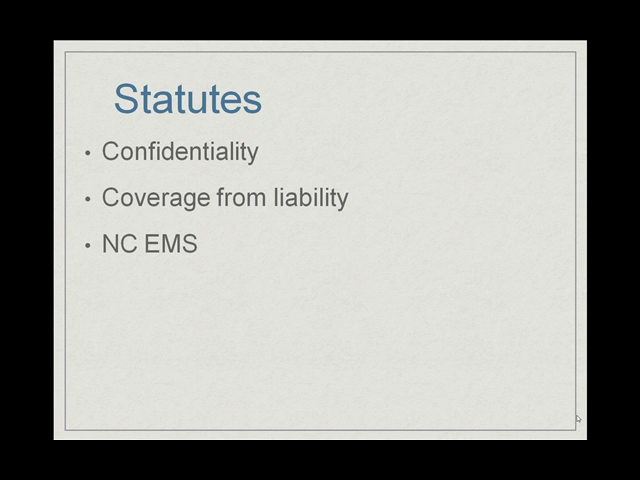 Statutes
• Confidentiality
• Coverage from liability
• NC EMS